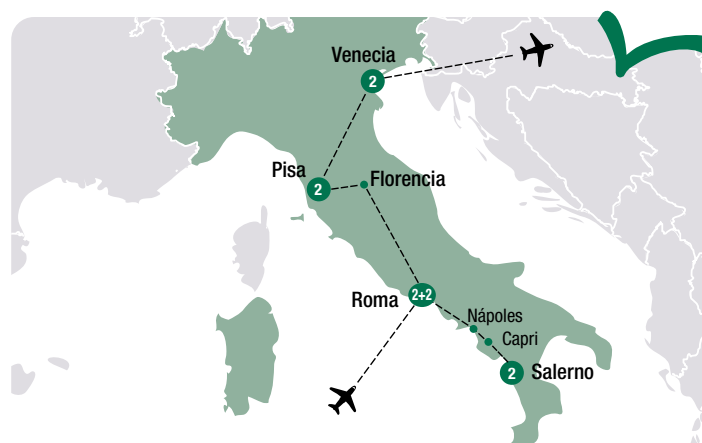 Venecia
2
Pisa
2
Florencia
Roma
2+2
Nápoles
Capri
2
Salerno